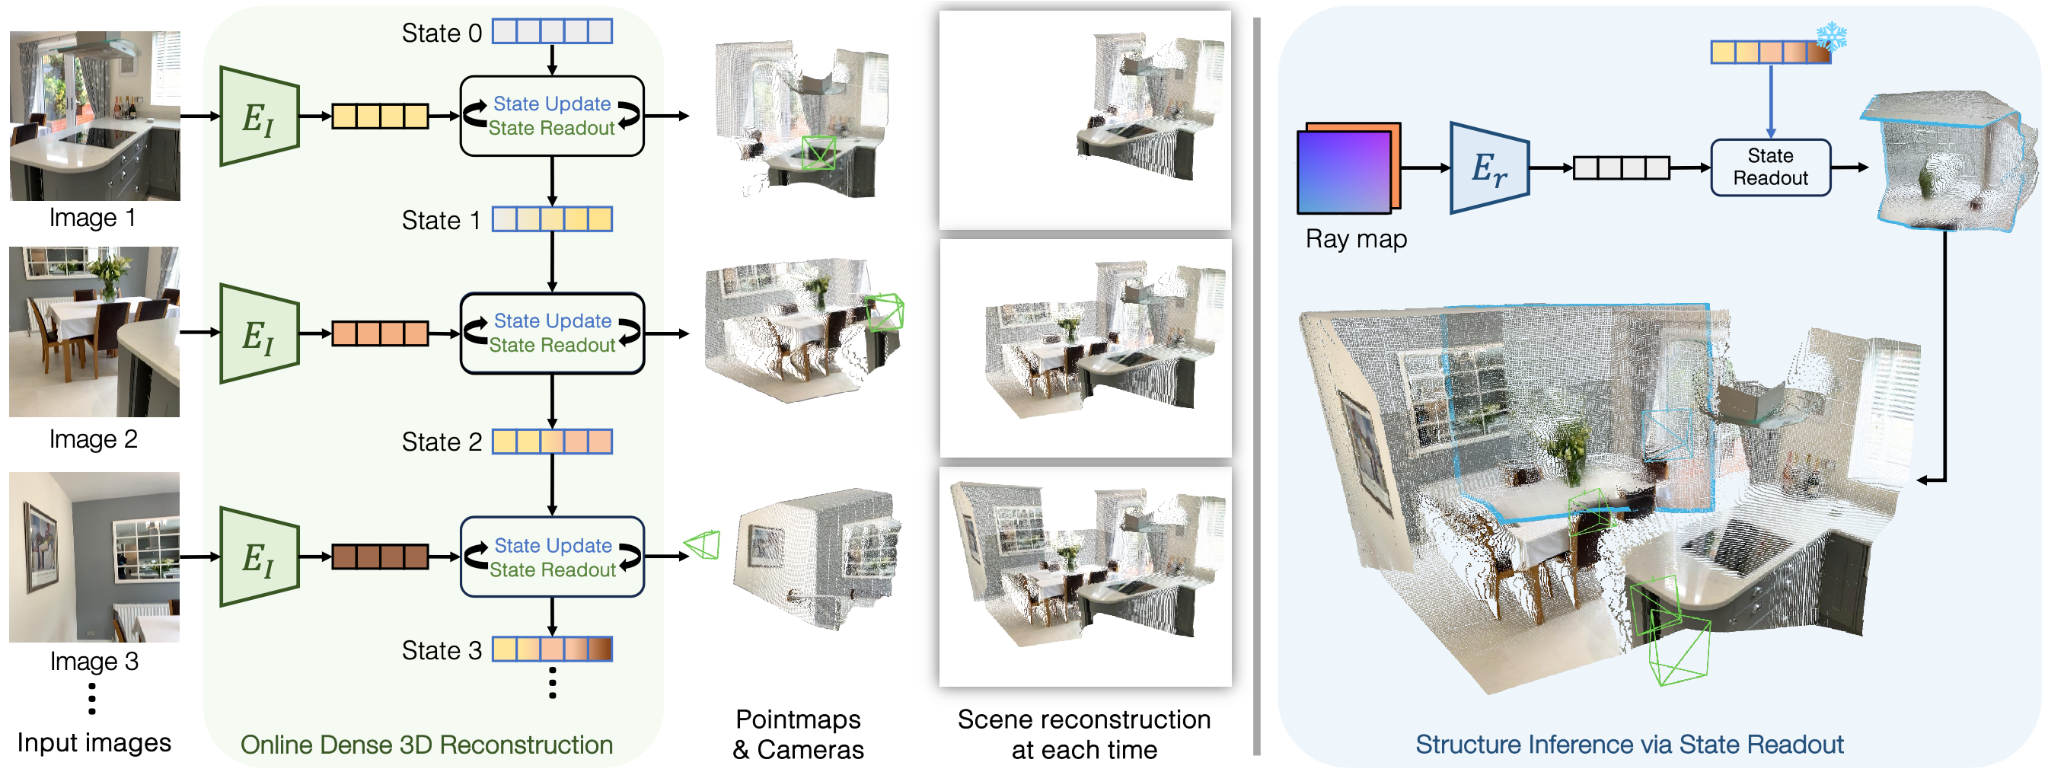 State 0
E_I
State Update
State Readout
Image 1
State 1
E_I
State Update
State Readout
Image 2
State 2
E_I
State Update
State Readout
Image 3
State 3
Input images
Online Dense 3D Reconstruction
Pointmaps
& Cameras
Scene reconstruction
at each time
E_r
State
Readout
Ray map
Structure Inference via State Readout